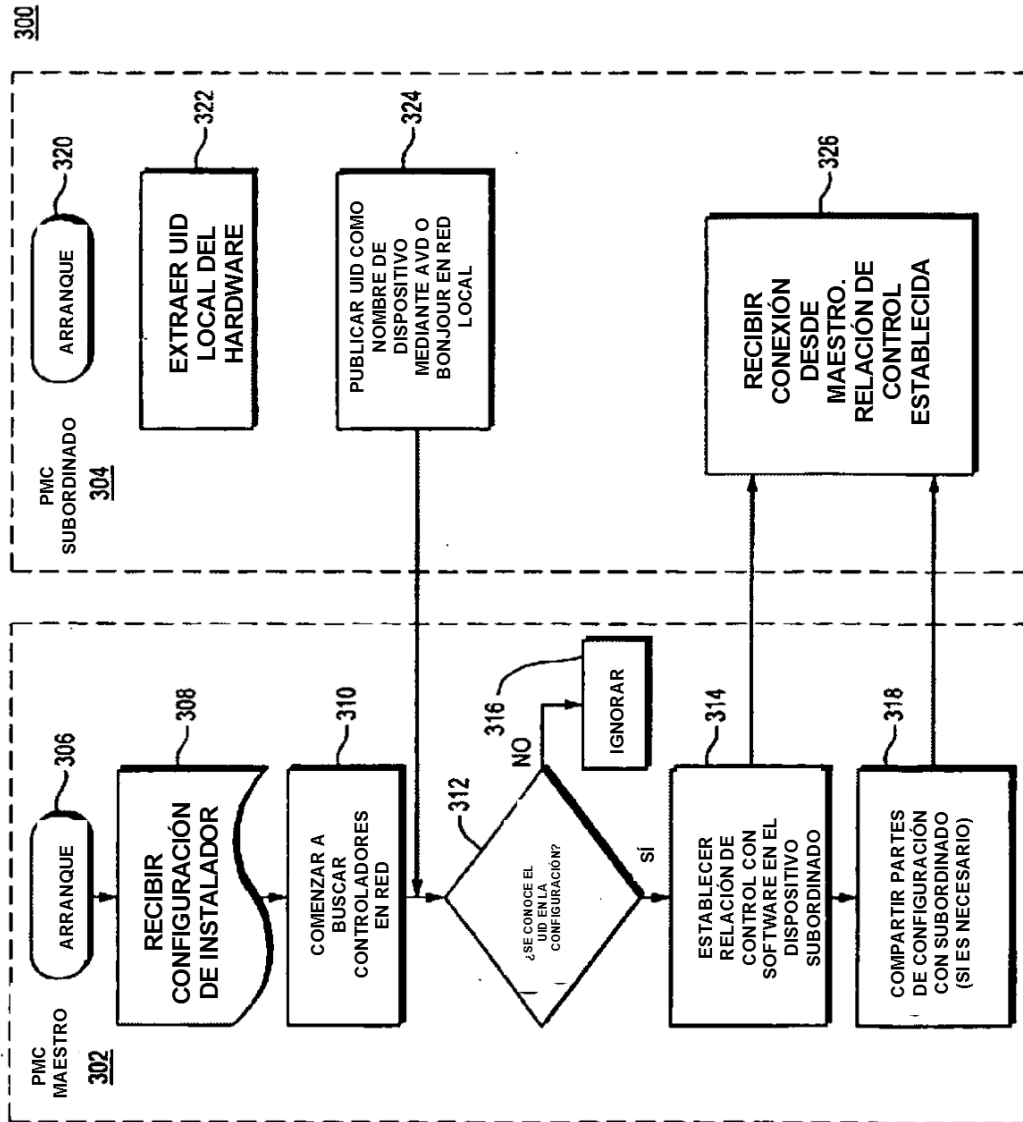 300
PMC
MAESTRO
302
ARRANQUE
306
RECIBIR
CONFIGURACIÓN
DE INSTALADOR
308
COMENZAR A
BUSCAR
CONTROLADORES
EN RED
310
¿SE CONOCE EL
UID EN LA
CONFIGURACIÓN?
312
NO
IGNORAR
316
SÍ
ESTABLECER
RELACIÓN DE
CONTROL CON
SOFTWARE EN EL
DISPOSITIVO
SUBORDINADO
314
COMPARTIR PARTES
DE CONFIGURACIÓN
CON SUBORDINADO
(SI ES NECESARIO)
318
PMC
SUBORDINADO
304
ARRANQUE
320
EXTRAER UID
LOCAL DEL
HARDWARE
322
PUBLICAR UID COMO
NOMBRE DE
DISPOSITIVO
MEDIANTE AVD O
BONJOUR EN RED
LOCAL
324
RECIBIR
CONEXIÓN
DESDE
MAESTRO.
RELACIÓN DE
CONTROL
ESTABLECIDA
326